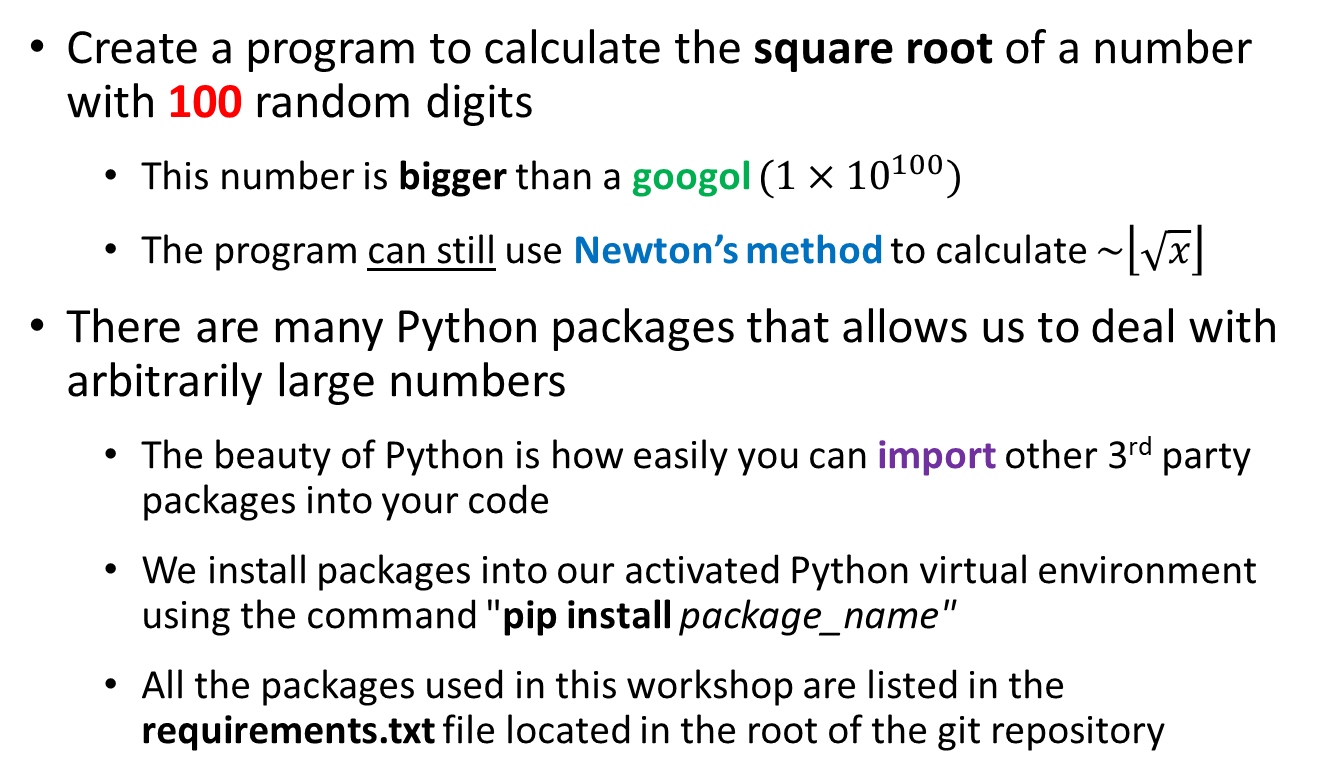 • Create a program to calculate the square root of a number
with 100 random digits
• This number is bigger than a googol (1 × 10¹⁰⁰)
• The program can still use Newton's method to calculate ~⌊√x⌋
• There are many Python packages that allows us to deal with
arbitrarily large numbers
• The beauty of Python is how easily you can import other 3rd party
packages into your code
• We install packages into our activated Python virtual environment
using the command "pip install package_name"
• All the packages used in this workshop are listed in the
requirements.txt file located in the root of the git repository